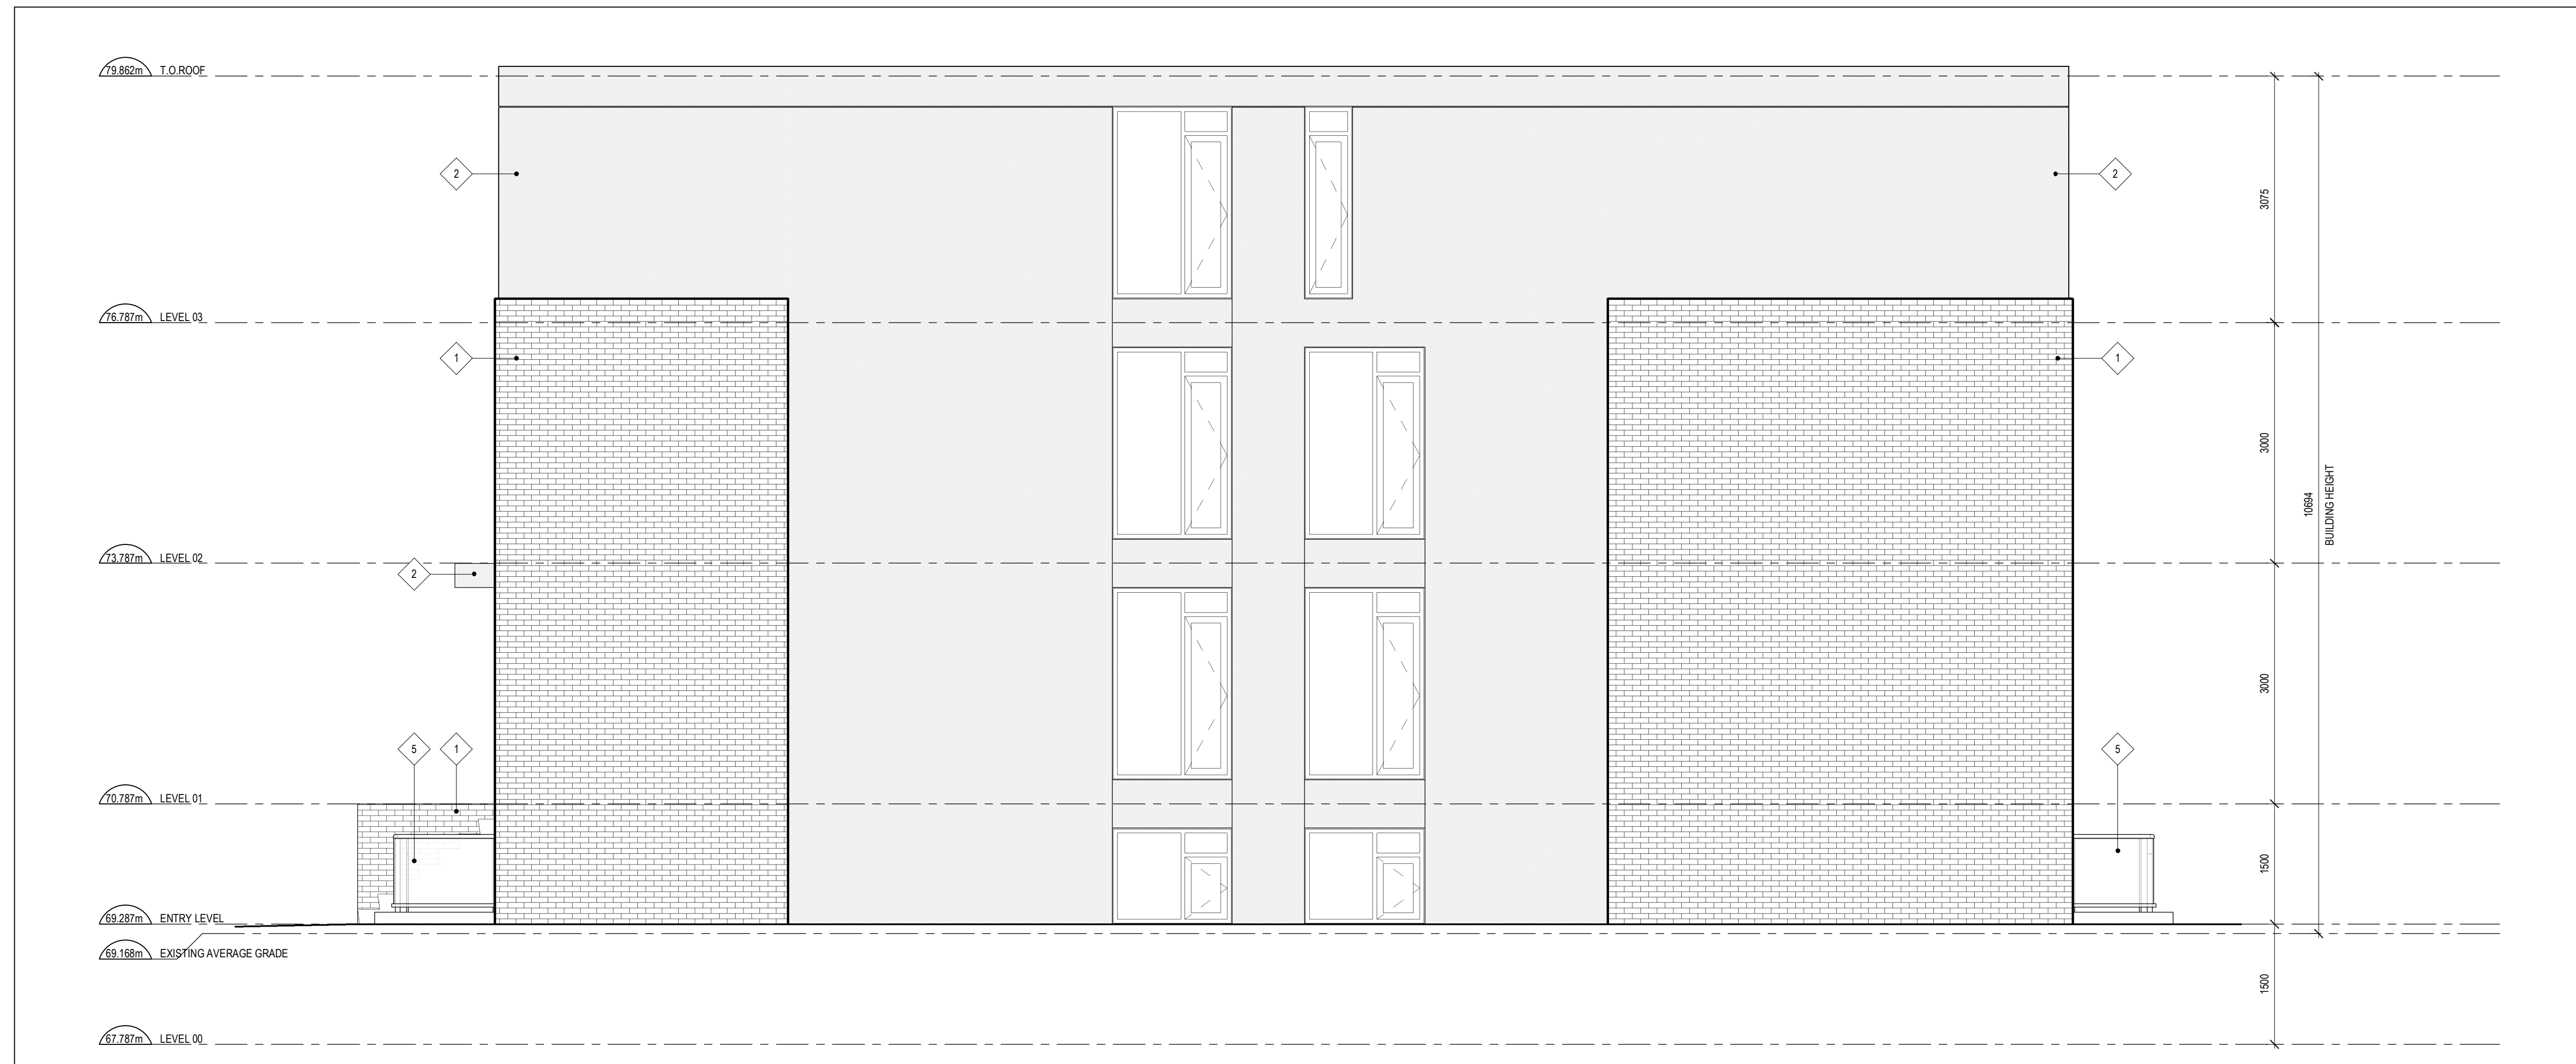 79.862m T.O.ROOF
2
2
3075
76.787m LEVEL 03
1
1
3000
10694
BUILDING HEIGHT
73.787m LEVEL 02
2
3000
5
1
5
70.787m LEVEL 01
1500
69.287m ENTRY LEVEL
69.168m EXISTING AVERAGE GRADE
1500
67.787m LEVEL 00